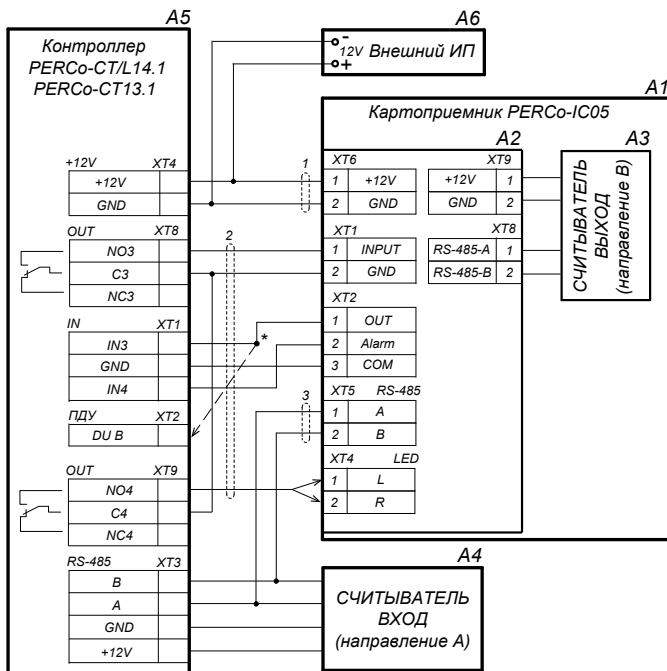 A5
Контроллер
PERCo-CT/L14.1
PERCo-CT13.1
+12V XT4
+12V
GND
OUT XT8
NO3
C3
NC3
IN XT1
IN3
GND
IN4
ПДУ XT2
DU B
OUT XT9
NO4
C4
NC4
RS-485 XT3
B
A
GND
+12V
1
2
*
3
A6
-
12V Внешний ИП
+
A1
Картоприемник PERCo-IC05
A2
XT6
1 +12V
2 GND
XT1
1 INPUT
2 GND
XT2
1 OUT
2 Alarm
3 COM
XT5 RS-485
1 A
2 B
XT4 LED
1 L
2 R
XT9
+12V 1
GND 2
XT8
RS-485-A 1
RS-485-B 2
A3
СЧИТЫВАТЕЛЬ
ВЫХОД
(направление B)
A4
СЧИТЫВАТЕЛЬ
ВХОД
(направление A)